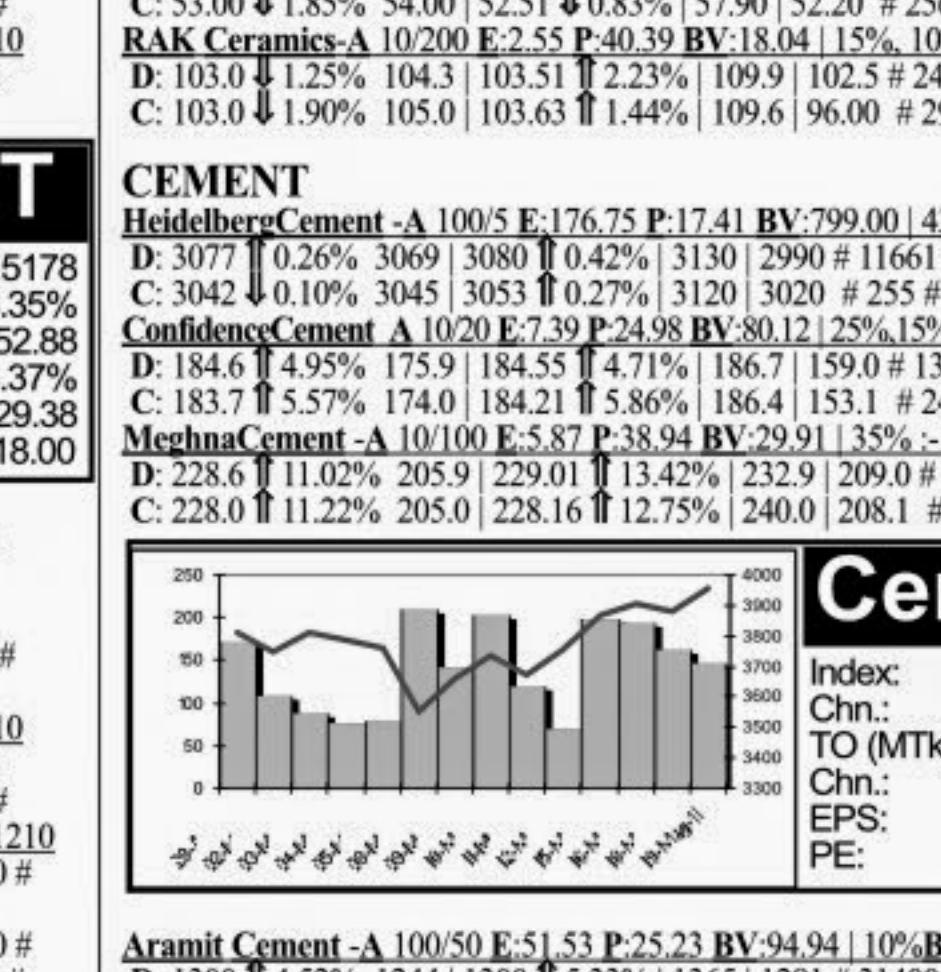 #
10
T
5178
.35%
52.88
.37%
29.38
18.00
#
10
#
1210
0 #
0 #
C: 53.00 ⇓ 1.85% 54.00 | 52.51 ⇓ 0.83% | 57.90 | 52.20 # 250
RAK Ceramics-A 10/200 E:2.55 P:40.39 BV:18.04 | 15%, 10
D: 103.0 ⇓ 1.25% 104.3 | 103.51 ⇑ 2.23% | 109.9 | 102.5 # 24
C: 103.0 ⇓ 1.90% 105.0 | 103.63 ⇑ 1.44% | 109.6 | 96.00 # 29
CEMENT
HeidelbergCement -A 100/5 E:176.75 P:17.41 BV:799.00 | 4
D: 3077 ⇑ 0.26% 3069 | 3080 ⇑ 0.42% | 3130 | 2990 # 11661
C: 3042 ⇓ 0.10% 3045 | 3053 ⇑ 0.27% | 3120 | 3020 # 255 #
ConfidenceCement A 10/20 E:7.39 P:24.98 BV:80.12 | 25%,15%
D: 184.6 ⇑ 4.95% 175.9 | 184.55 ⇑ 4.71% | 186.7 | 159.0 # 13
C: 183.7 ⇑ 5.57% 174.0 | 184.21 ⇑ 5.86% | 186.4 | 153.1 # 2
MeghnaCement -A 10/100 E:5.87 P:38.94 BV:29.91 | 35% :-
D: 228.6 ⇑ 11.02% 205.9 | 229.01 ⇑ 13.42% | 232.9 | 209.0 #
C: 228.0 ⇑ 11.22% 205.0 | 228.16 ⇑ 12.75% | 240.0 | 208.1 #
250 4000
200 3900
150 3800
100 3700
50 3600
0 3500
3400
3300
Cer
Index:
Chn.:
TO (MTk
Chn.:
EPS:
PE:
Aramit Cement -A 100/50 E:51.53 P:25.23 BV:94.94 | 10%B